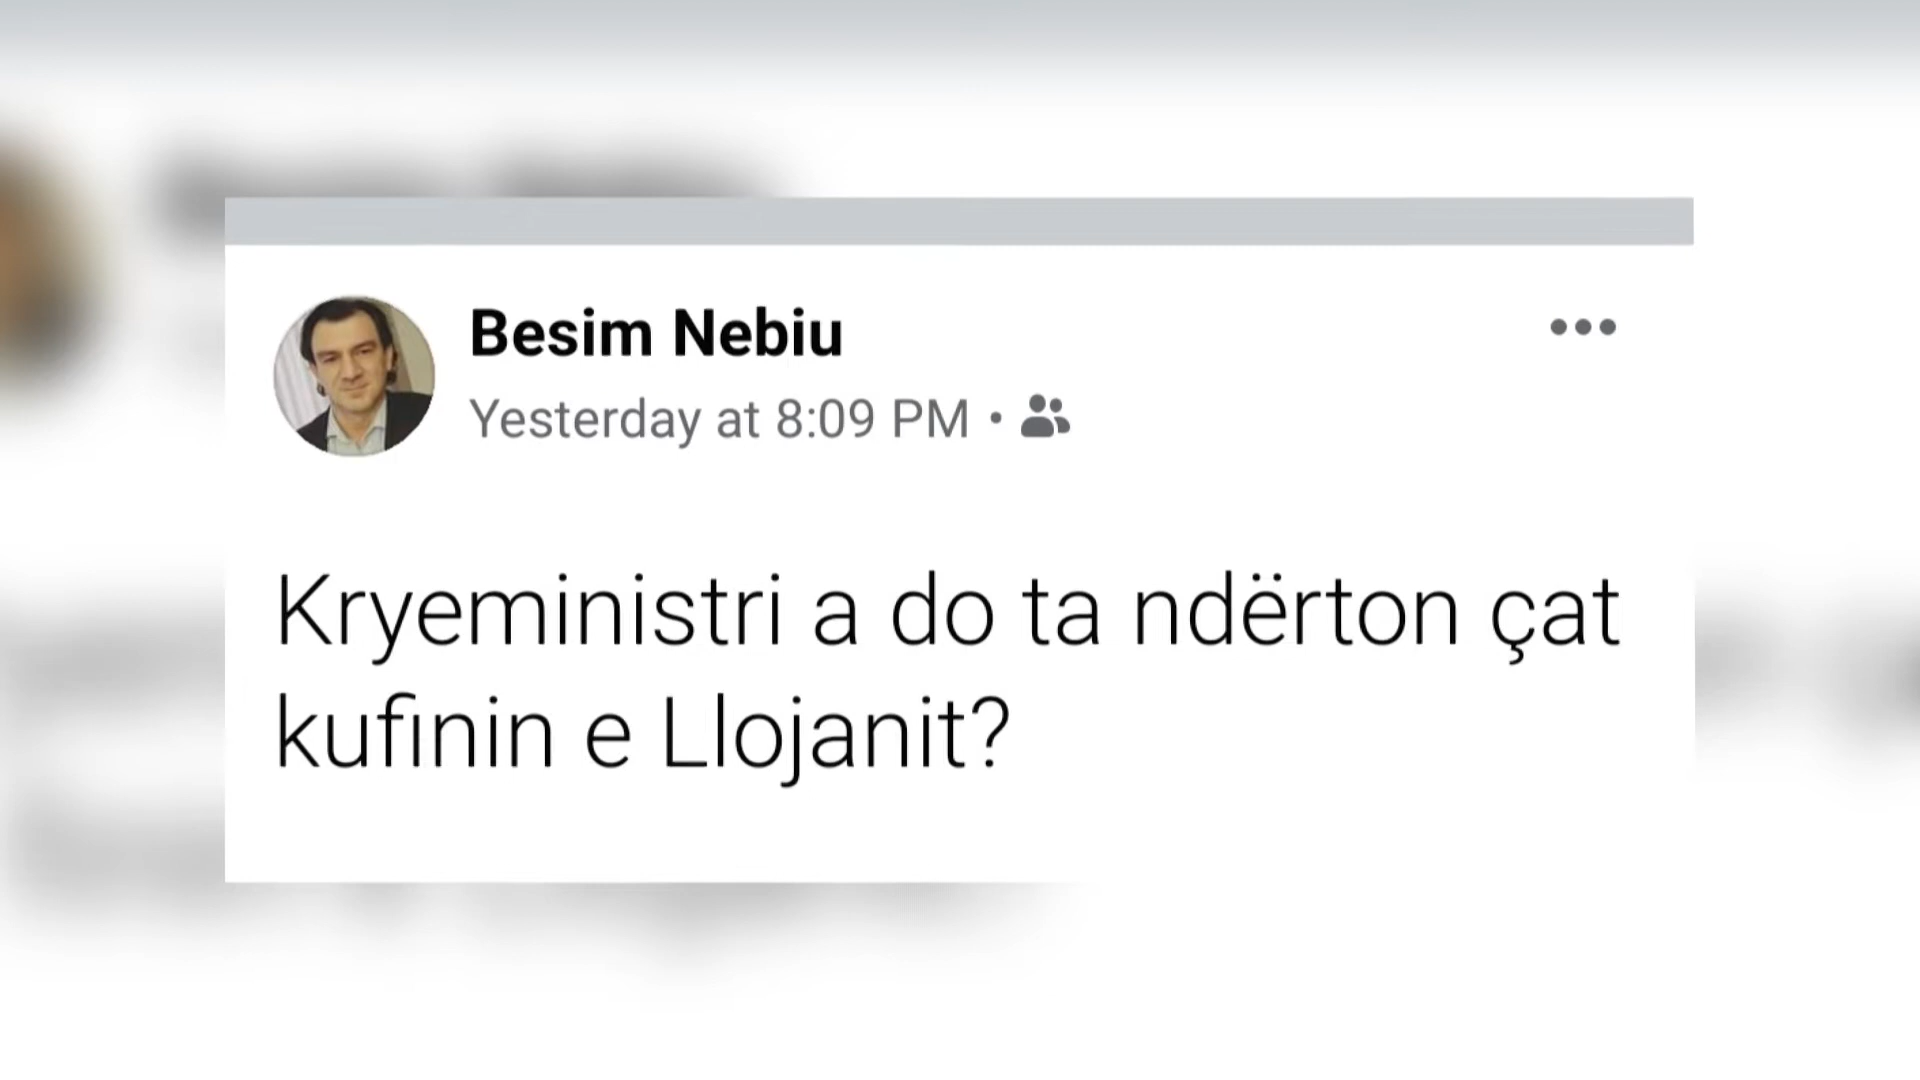 Besim Nebiu
Yesterday at 8:09 PM •
Kryeministri a do ta ndërton çat
kufinin e Llojanit?